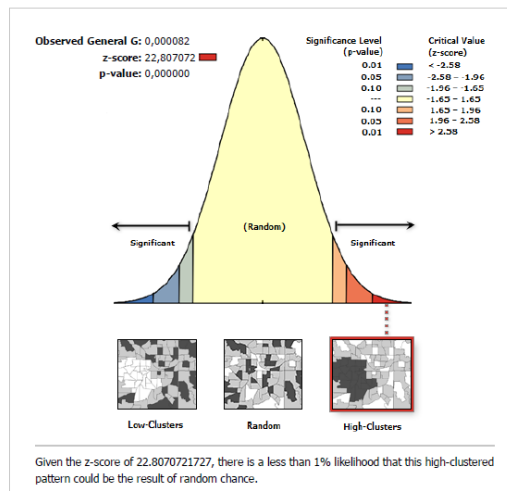 Observed General G: 0,000082
z-score: 22,807072
p-value: 0,000000
Significance Level
(p-value)
Critical Value
(z-score)
0.01 < -2.58
0.05 -2.58 – -1.96
0.10 -1.96 – -1.65
--- -1.65 – 1.65
0.10 1.65 – 1.96
0.05 1.96 – 2.58
0.01 > 2.58
(Random)
Significant
Significant
Low-Clusters
Random
High-Clusters
Given the z-score of 22.8070721727, there is a less than 1% likelihood that this high-clustered
pattern could be the result of random chance.